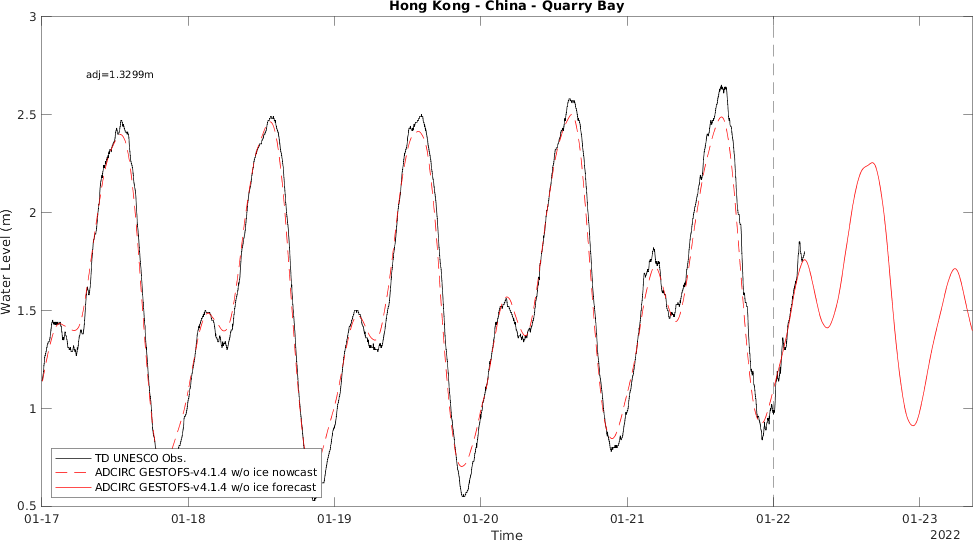 Hong Kong - China - Quarry Bay
3
adj=1.3299m
2.5
2
1.5
1
0.5
Water Level (m)
TD UNESCO Obs.
ADCIRC GESTOFS-v4.1.4 w/o ice nowcast
ADCIRC GESTOFS-v4.1.4 w/o ice forecast
01-17 01-18 01-19 01-20 01-21 01-22 01-23
Time
2022